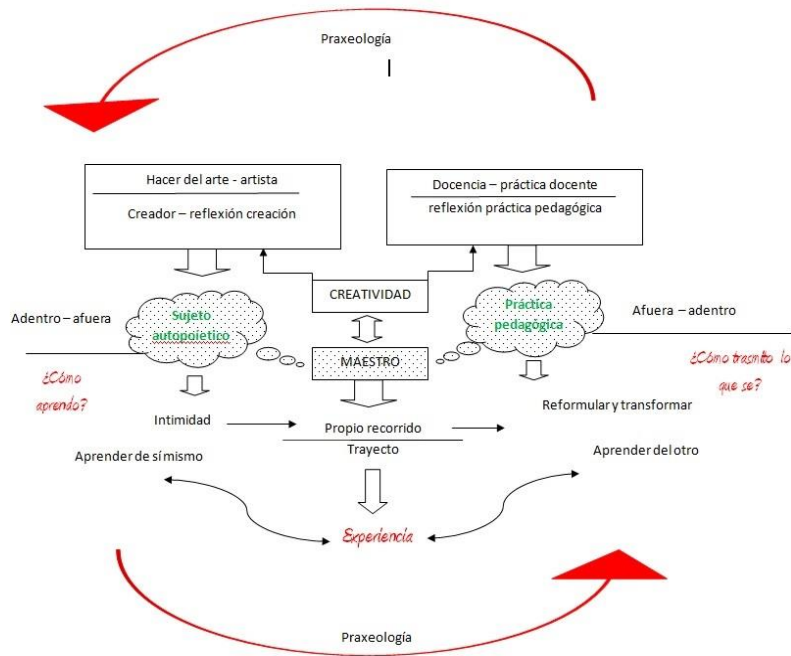 Praxeología
Hacer del arte - artista
Creador – reflexión creación
Docencia – práctica docente
reflexión práctica pedagógica
CREATIVIDAD
Sujeto
autopoietico
Práctica
pedagógica
Adentro – afuera
Afuera – adentro
MAESTRO
¿Cómo
aprendo?
¿Cómo trasmito lo
que se?
Intimidad
Propio recorrido
Trayecto
Reformular y transformar
Aprender de sí mismo
Aprender del otro
Experiencia
Praxeología